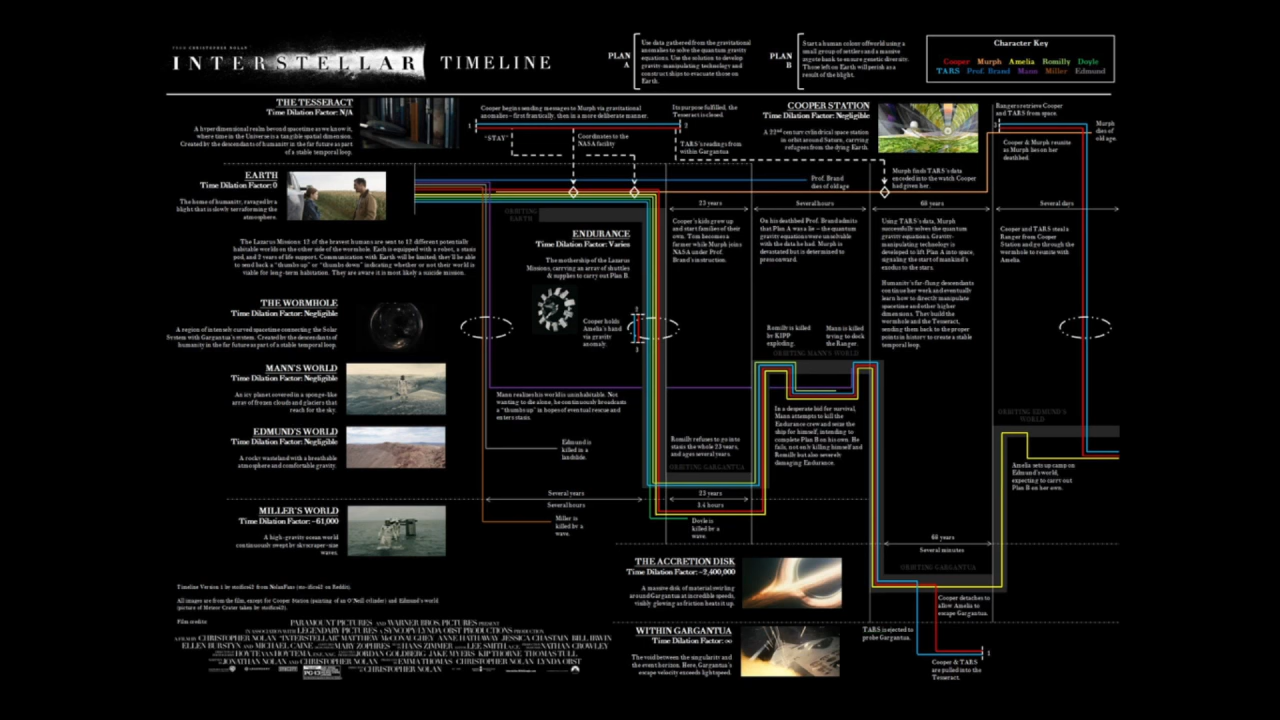 FROM CHRISTOPHER NOLAN
INTERSTELLAR TIMELINE
PLAN
A
Use data gathered from the gravitational
anomalies to solve the quantum gravity
equations. Use the solution to develop
gravity-manipulating technology and
construct ships to evacuate those on
Earth.
PLAN
B
Start a human colony offworld using a
small group of settlers and a massive
Those left on Earth will perish as a
result of the blight.
Character Key
Cooper Murph Amelia Romilly Doyle
TARS Prof. Brand Mann Miller Edmund
THE TESSERACT
Time Dilation Factor: N/A
A hyperdimensional realm beyond spacetime as we know it,
where time in the Universe is a tangible spatial dimension.
Created by the descendants of humanity in the far future as part
of a stable temporal loop.
Cooper begins sending messages to Murph via gravitational
anomalies - first frantically, then in a more deliberate manner.
1
2
"STAY"
Coordinates to the
NASA facility
Its purpose fulfilled, the
Tesseract is closed.
TARS' readings from
within Gargantua
COOPER STATION
Time Dilation Factor: Negligible
A 22nd century cylindrical space station
in orbit around Saturn, carrying
refugees from the dying Earth.
Rangers retrieve Cooper
and TARS from space.
3
Cooper & Murph reunite
as Murph lies on her
deathbed.
Murph
dies of
old age.
EARTH
Time Dilation Factor: 0
The home of humanity, ravaged by a
blight that is slowly terraforming the
atmosphere.
Prof. Brand
dies of old age
Murph finds TARS's data
encoded in the watch Cooper
had given her.
23 years
Several hours
68 years
Several days
ORBITING
EARTH
The Lazarus Missions: 12 of the bravest humans are sent to 12 different potentially
habitable worlds on the other side of the wormhole. Each is equipped with a robot, a stasis
pod, and 2 years of life support. Communication with Earth will be limited, they'll be able
to send back a "thumbs up" or "thumbs down" indicating whether or not their world is
viable for long-term habitation. They are aware it is most likely a suicide mission.
ENDURANCE
Time Dilation Factor: Varies
The mothership of the Lazarus
Missions, carrying an array of shuttles
& supplies to carry out Plan B.
Cooper holds
Amelia's hand
via gravity
anomaly.
2
3
Cooper's kids grow up
and start families of their
own. Tom becomes a
farmer while Murph joins
NASA under Prof.
Brand's instruction.
On his deathbed Prof. Brand admits
that Plan A was a lie - the quantum
gravity equations were unsolvable
with the data he had. Murph is
devastated but is determined to
press onward.
Using TARS's data, Murph
successfully solves the quantum
gravity equations. Gravity-
manipulating technology is
developed to lift Plan A into space,
signaling the start of mankind's
exodus to the stars.
Humanity's far-flung descendants
continue her work and eventually
learn how to directly manipulate
spacetime and other higher
dimensions. They build the
wormhole and the Tesseract,
sending them back to the proper
points in history to create a stable
temporal loop.
Cooper and TARS steal a
Ranger from Cooper
Station and go through the
wormhole to reunite with
Amelia.
THE WORMHOLE
Time Dilation Factor: Negligible
A region of intensely curved spacetime connecting the Solar
System with Gargantua's system. Created by the descendants of
humanity in the far future as part of a stable temporal loop.
Romilly is killed
by KIPP
exploding.
Mann is killed
trying to dock
the Ranger.
ORBITING MANN'S WORLD
MANN'S WORLD
Time Dilation Factor: Negligible
An icy planet covered in a sponge-like
array of frozen clouds and glaciers that
reach for the sky.
Mann realizes his world is uninhabitable. Not
wanting to die alone, he continuously broadcasts
a "thumbs up" in hopes of eventual rescue and
enters stasis.
In a desperate bid for survival,
Mann attempts to kill the
Endurance crew and seize the
ship for himself, intending to
complete Plan B on his own. He
fails, not only killing himself and
Romilly but also severely
damaging Endurance.
ORBITING EDMUND'S
WORLD
EDMUND'S WORLD
Time Dilation Factor: Negligible
A rocky wasteland with a breathable
atmosphere and comfortable gravity.
Edmund is
killed in a
landslide.
Romilly refuses to go into
stasis the whole 23 years,
and ages several years.
ORBITING GARGANTUA
Amelia sets up camp on
Edmund's world,
expecting to carry out
Plan B on her own.
Several years
Several hours
23 years
3.4 hours
MILLER'S WORLD
Time Dilation Factor: ~61,000
A high-gravity ocean world
continuously swept by skyscraper-size
waves.
Miller is
killed by a
wave.
Doyle is
killed by a
wave.
68 years
Several minutes
ORBITING GARGANTUA
THE ACCRETION DISK
Time Dilation Factor: ~2,400,000
A massive disk of material swirling
around Gargantua at incredible speeds,
visibly glowing as friction heats it up.
Cooper detaches to
allow Amelia to
escape Gargantua.
TARS is ejected to
probe Gargantua.
WITHIN GARGANTUA
Time Dilation Factor: ∞
The void between the singularity and
the event horizon. Here, Gargantua's
escape velocity exceeds lightspeed.
1
Cooper & TARS
are pulled into the
Tesseract.
All images are from the film, except for Cooper Station (painting of an O'Neill cylinder) and Edmund's world
Film credits:
PARAMOUNT PICTURES AND WARNER BROS. PICTURES PRESENT
IN ASSOCIATION WITH LEGENDARY PICTURES A SYNCOPY/LYNDA OBST PRODUCTIONS PRODUCTION
A FILM BY CHRISTOPHER NOLAN "INTERSTELLAR" MATTHEW McCONAUGHEY ANNE HATHAWAY JESSICA CHASTAIN BILL IRWIN
ELLEN BURSTYN AND MICHAEL CAINE